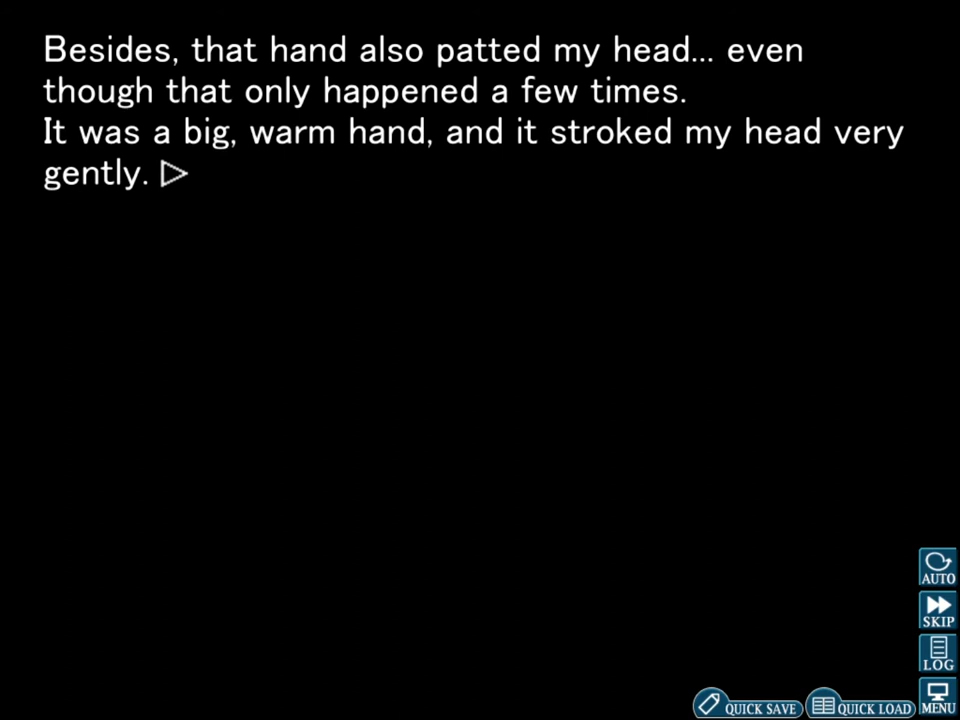 Besides, that hand also patted my head... even
though that only happened a few times.
It was a big, warm hand, and it stroked my head very
gently.
AUTO
SKIP
LOG
QUICK SAVE QUICK LOAD MENU